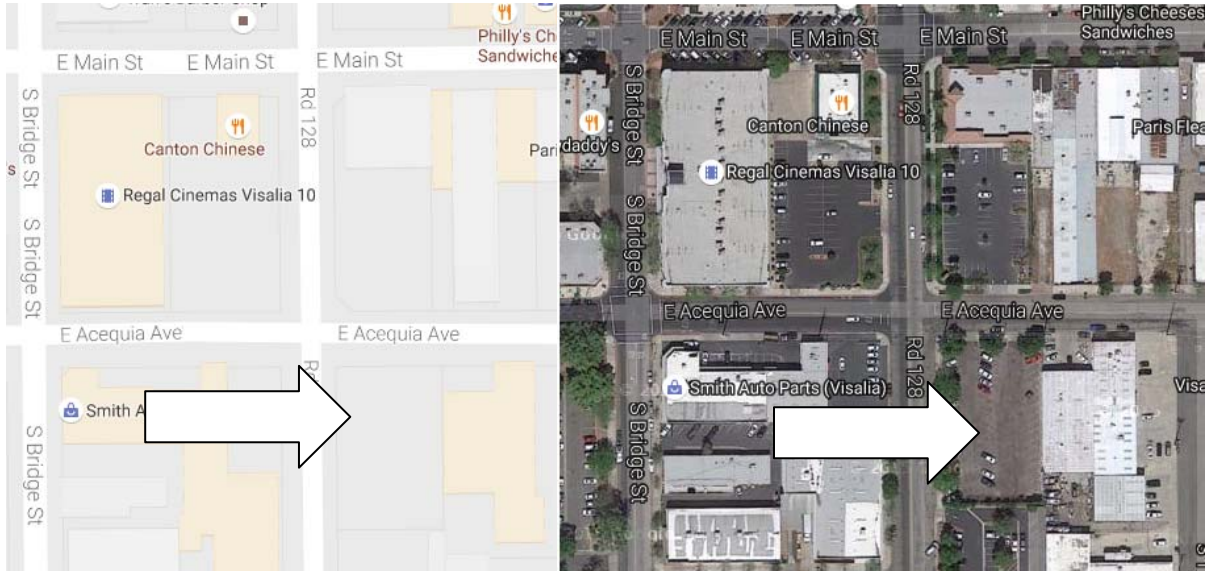 Philly's Ch
Sandwiche
E Main St
E Main St
E Main St
S Bridge St
Rd 128
Canton Chinese
s
Pari
Regal Cinemas Visalia 10
S Bridge St
E Acequia Ave
E Acequia Ave
R
Smith A
S Bridge St
Philly's Cheeses
Sandwiches
E Main St
E Main St
E Main St
S Bridge St
Rd 128
Canton Chinese
Paris Flea
ydaddy's
Regal Cinemas Visalia 10
S Bridge St
Goo
E Acequia Ave
E Acequia Ave
Rd 128
Smith Auto Parts (Visalia)
Visa
S Bridge St